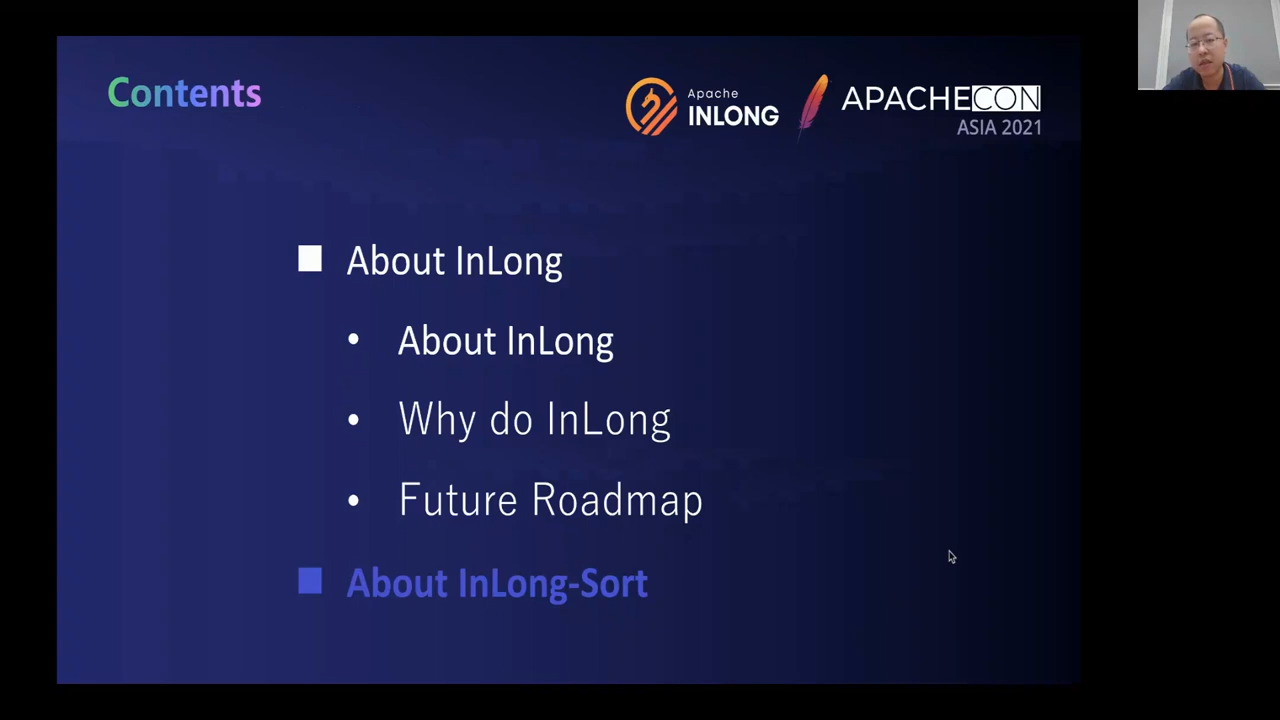 Contents
Apache
INLONG
APACHECON
ASIA 2021
About InLong
• About InLong
• Why do InLong
• Future Roadmap
About InLong-Sort